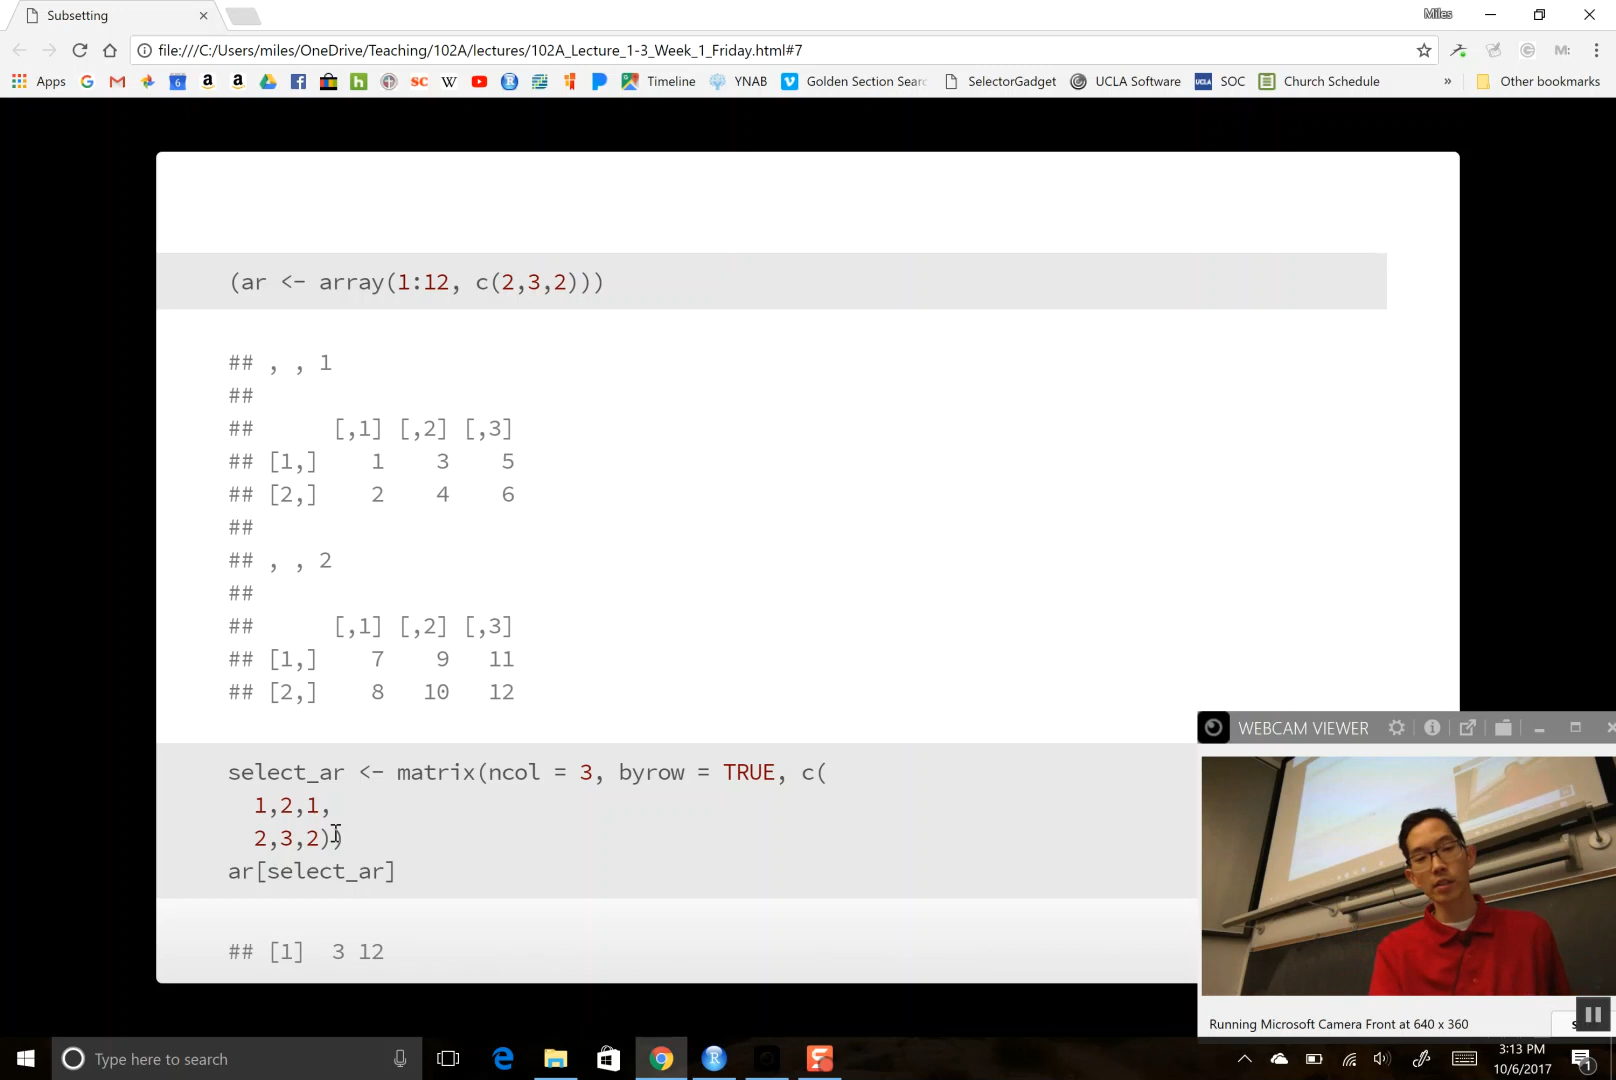 Subsetting
Miles
file:///C:/Users/miles/OneDrive/Teaching/102A/lectures/102A_Lecture_1-3_Week_1_Friday.html#7
Apps
Timeline
YNAB
Golden Section Sear
SelectorGadget
UCLA Software
SOC
Church Schedule
»
Other bookmarks
(ar <- array(1:12, c(2,3,2)))
## , , 1
##
## [,1] [,2] [,3]
## [1,] 1 3 5
## [2,] 2 4 6
##
## , , 2
##
## [,1] [,2] [,3]
## [1,] 7 9 11
## [2,] 8 10 12
select_ar <- matrix(ncol = 3, byrow = TRUE, c(
1,2,1,
2,3,2))
ar[select_ar]
## [1] 3 12
WEBCAM VIEWER
Running Microsoft Camera Front at 640 x 360
Type here to search
3:13 PM
10/6/2017